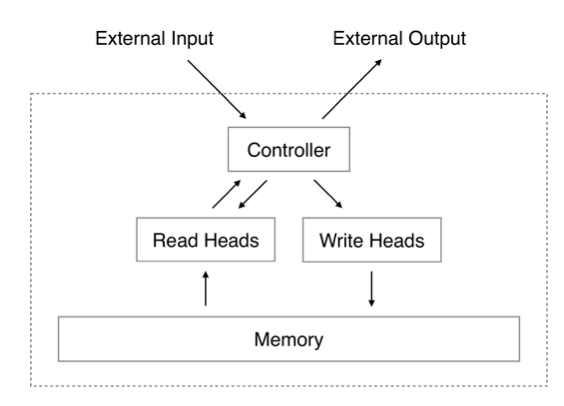 External Input
External Output
Controller
Read Heads
Write Heads
Memory